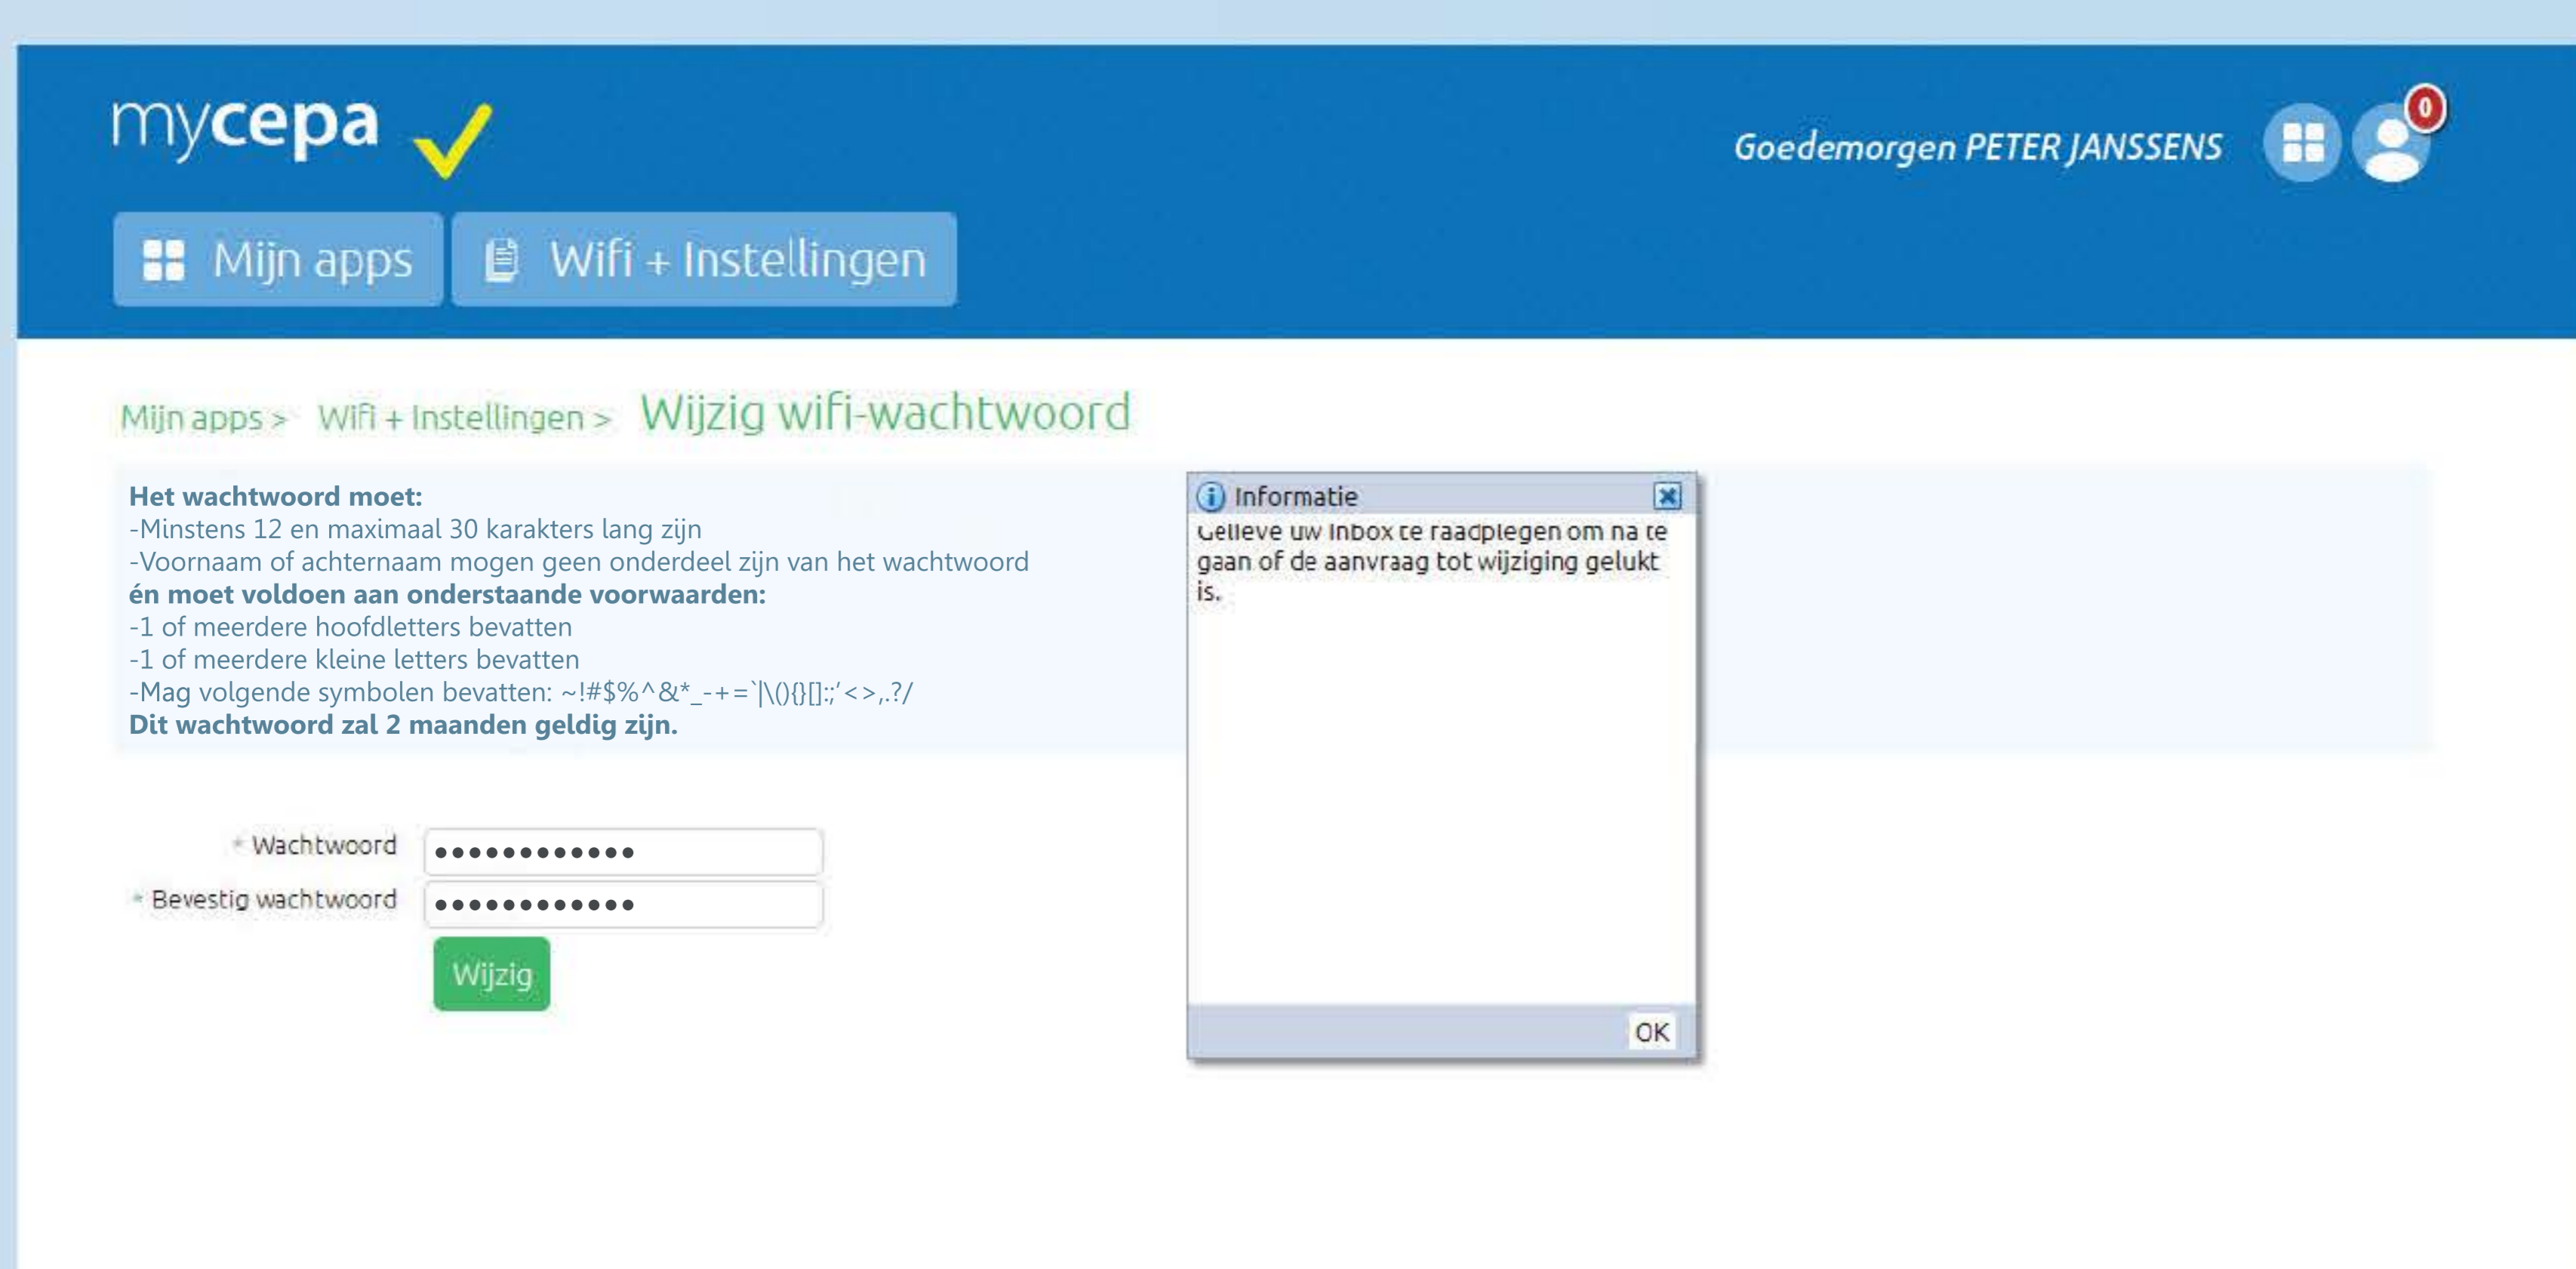 mycepa
Goedemorgen PETER JANSSENS
0
Mijn apps
Wifi + Instellingen
Mijn apps > Wifi + Instellingen > Wijzig wifi-wachtwoord
Het wachtwoord moet:
-Minstens 12 en maximaal 30 karakters lang zijn
-Voornaam of achternaam mogen geen onderdeel zijn van het wachtwoord
én moet voldoen aan onderstaande voorwaarden:
-1 of meerdere hoofdletters bevatten
-1 of meerdere kleine letters bevatten
-Mag volgende symbolen bevatten: ~!#$%^&*_-+=`|\(){}[]:;'<>,.?/
Dit wachtwoord zal 2 maanden geldig zijn.
Informatie
Gelieve uw inbox te raadplegen om na te
gaan of de aanvraag tot wijziging gelukt
is.
OK
* Wachtwoord ••••••••••••
* Bevestig wachtwoord ••••••••••••
Wijzig